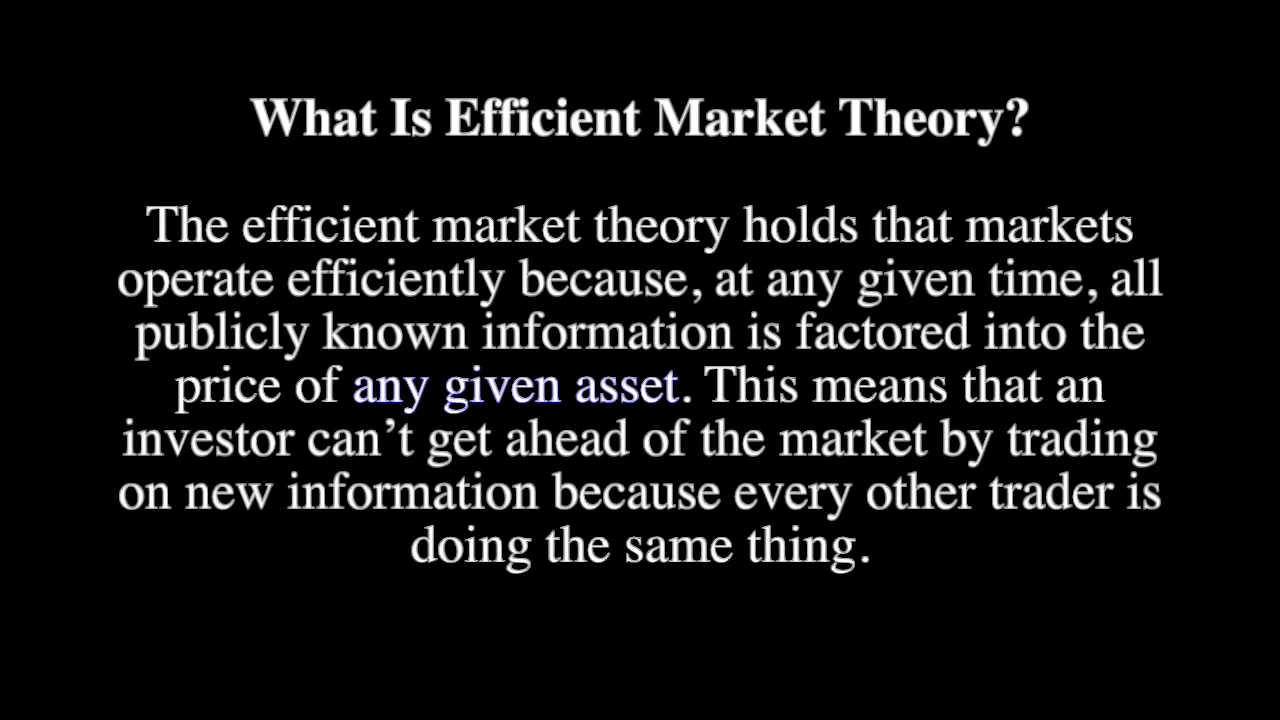 What Is Efficient Market Theory?
The efficient market theory holds that markets
operate efficiently because, at any given time, all
publicly known information is factored into the
price of any given asset. This means that an
investor can’t get ahead of the market by trading
on new information because every other trader is
doing the same thing.